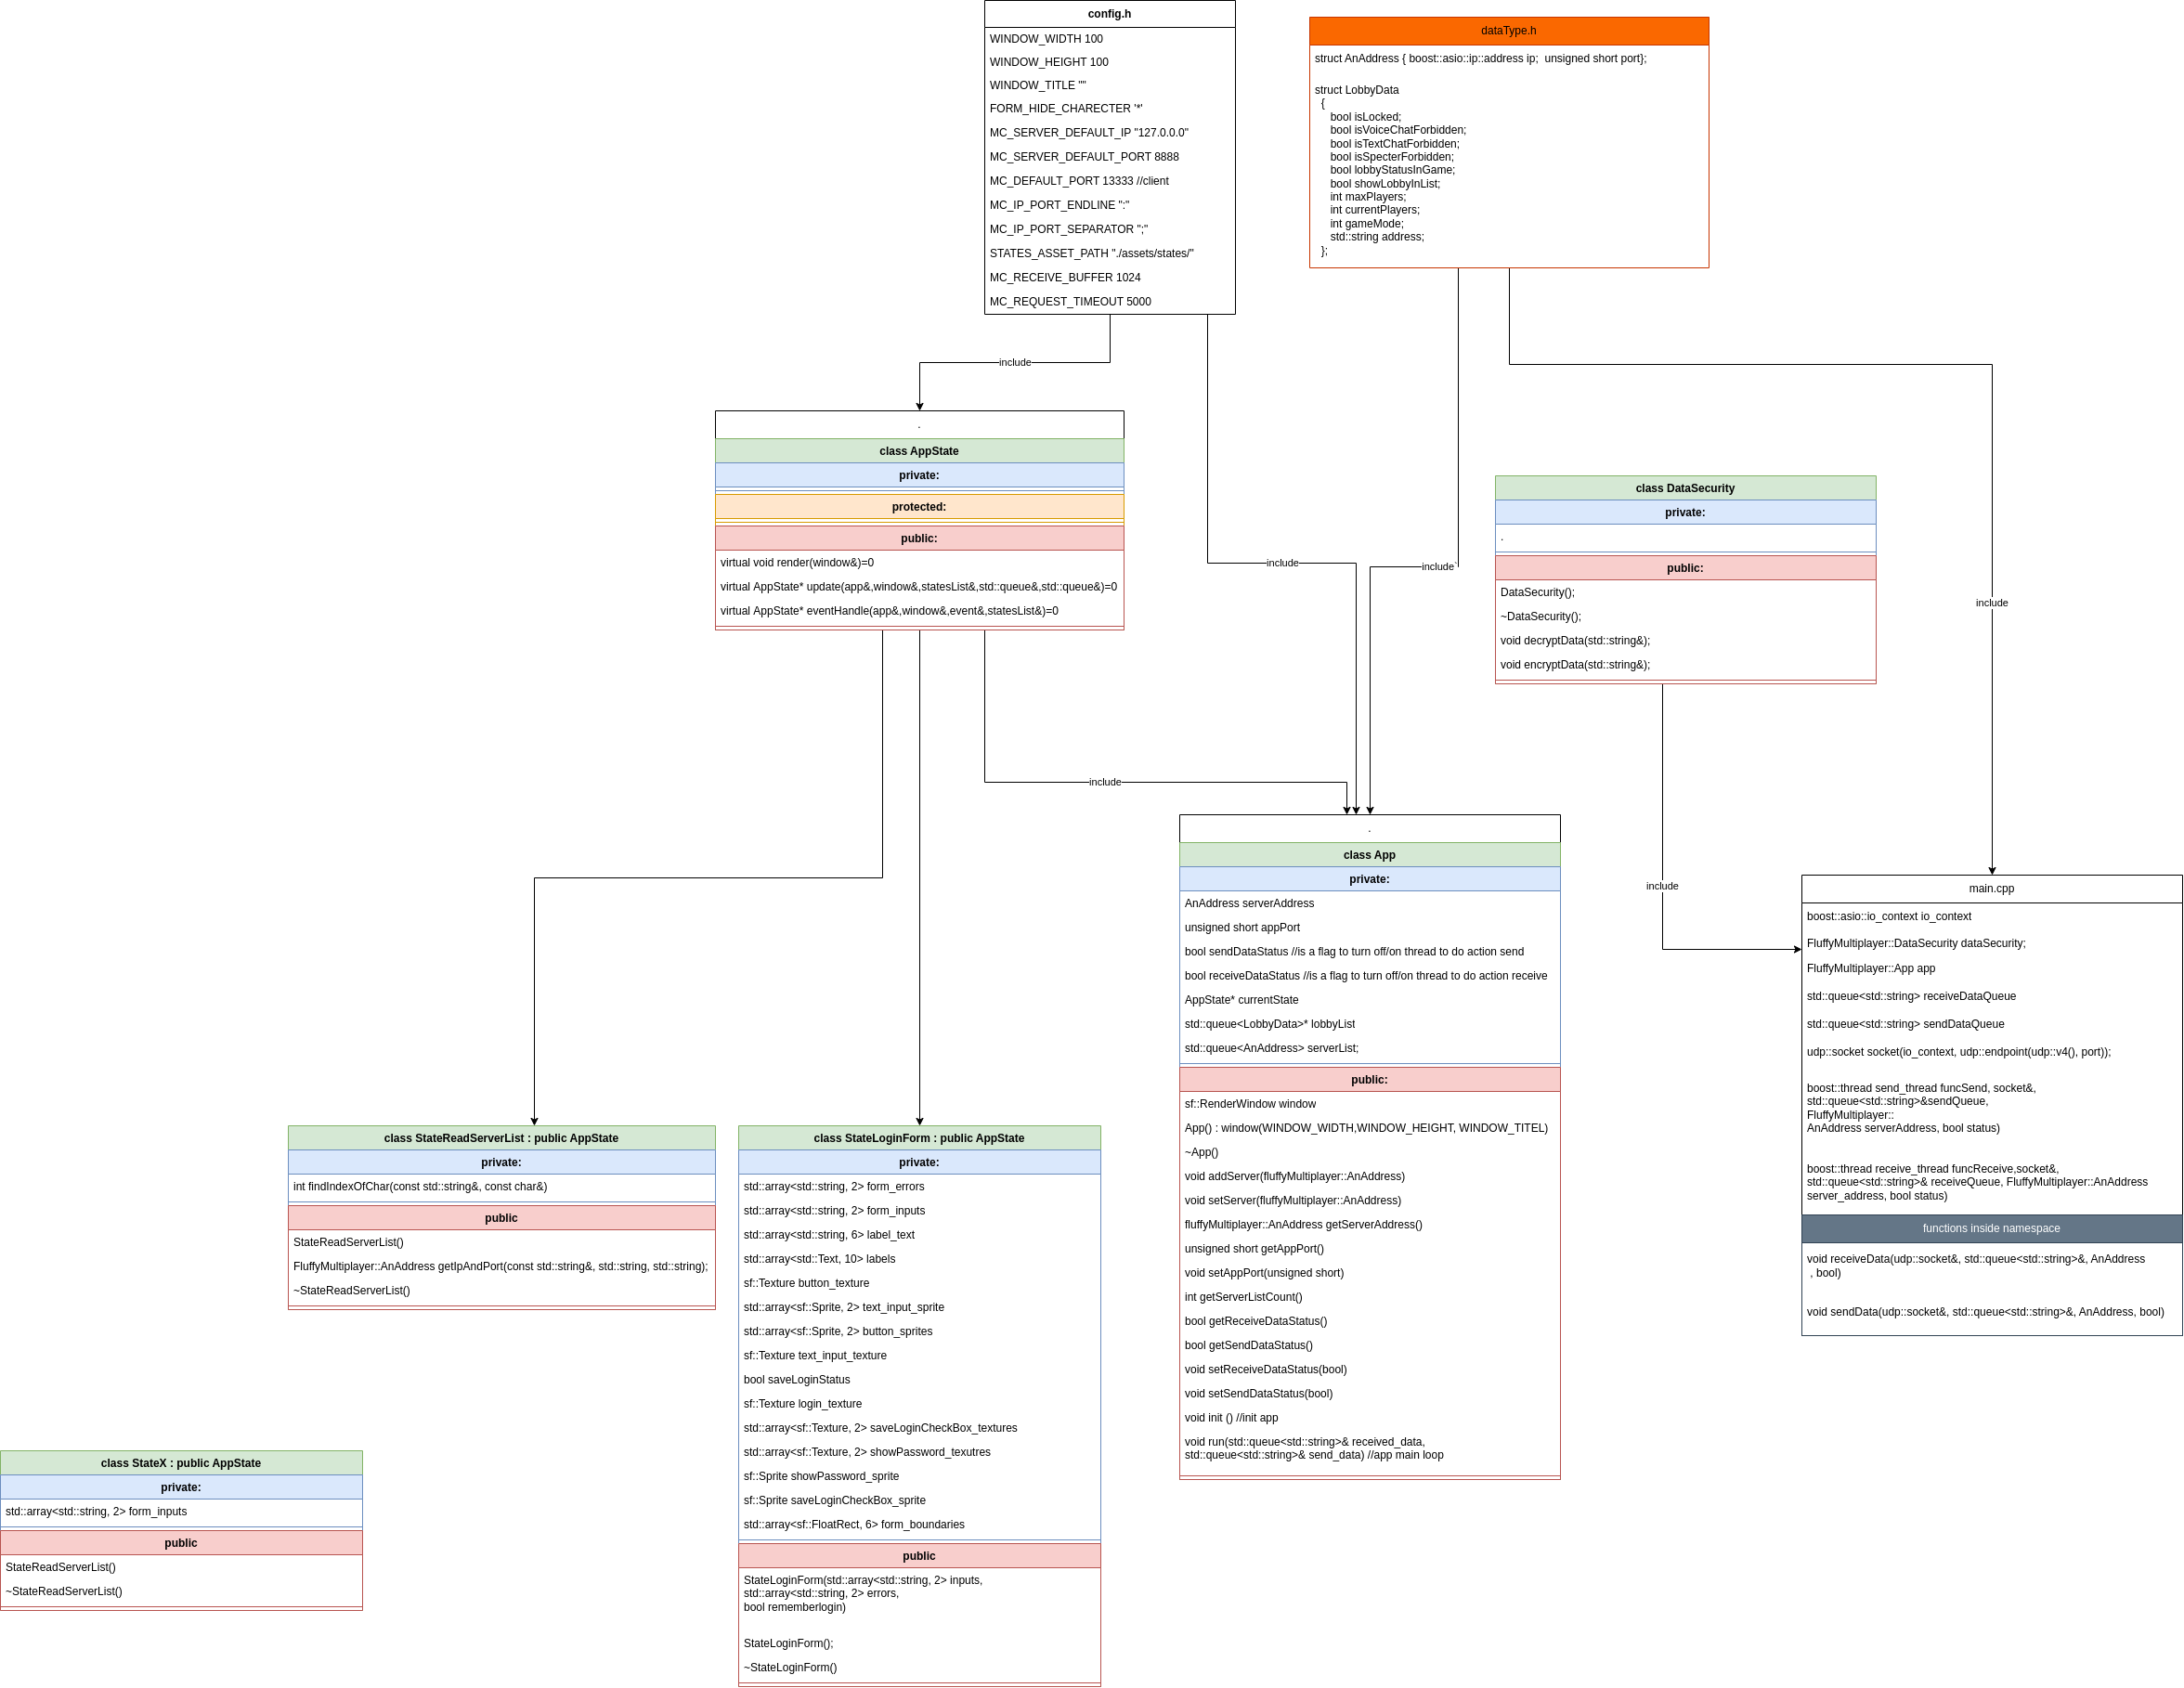 config.h
WINDOW_WIDTH 100
WINDOW_HEIGHT 100
WINDOW_TITLE ""
FORM_HIDE_CHARECTER '*'
MC_SERVER_DEFAULT_IP "127.0.0.0"
MC_SERVER_DEFAULT_PORT 8888
MC_DEFAULT_PORT 13333 //client
MC_IP_PORT_ENDLINE ":"
MC_IP_PORT_SEPARATOR ";"
STATES_ASSET_PATH "./assets/states/"
MC_RECEIVE_BUFFER 1024
MC_REQUEST_TIMEOUT 5000
dataType.h
struct AnAddress { boost::asio::ip::address ip;  unsigned short port};
struct LobbyData
{
bool isLocked;
bool isVoiceChatForbidden;
bool isTextChatForbidden;
bool isSpecterForbidden;
bool lobbyStatusInGame;
bool showLobbyInList;
int maxPlayers;
int currentPlayers;
int gameMode;
std::string address;
};
include
include
include`
include
include
include
.
class AppState
private:
protected:
public:
virtual void render(window&)=0
virtual AppState* update(app&,window&,statesList&,std::queue&,std::queue&)=0
virtual AppState* eventHandle(app&,window&,event&,statesList&)=0
class DataSecurity
private:
.
public:
DataSecurity();
~DataSecurity();
void decryptData(std::string&);
void encryptData(std::string&);
.
class App
private:
AnAddress serverAddress
unsigned short appPort
bool sendDataStatus //is a flag to turn off/on thread to do action send
bool receiveDataStatus //is a flag to turn off/on thread to do action receive
AppState* currentState
std::queue<LobbyData>* lobbyList
std::queue<AnAddress> serverList;
public:
sf::RenderWindow window
App() : window(WINDOW_WIDTH,WINDOW_HEIGHT, WINDOW_TITEL)
~App()
void addServer(fluffyMultiplayer::AnAddress)
void setServer(fluffyMultiplayer::AnAddress)
fluffyMultiplayer::AnAddress getServerAddress()
unsigned short getAppPort()
void setAppPort(unsigned short)
int getServerListCount()
bool getReceiveDataStatus()
bool getSendDataStatus()
void setReceiveDataStatus(bool)
void setSendDataStatus(bool)
void init () //init app
void run(std::queue<std::string>& received_data,
std::queue<std::string>& send_data) //app main loop
main.cpp
boost::asio::io_context io_context
FluffyMultiplayer::DataSecurity dataSecurity;
FluffyMultiplayer::App app
std::queue<std::string> receiveDataQueue
std::queue<std::string> sendDataQueue
udp::socket socket(io_context, udp::endpoint(udp::v4(), port));
boost::thread send_thread funcSend, socket&,
std::queue<std::string>&sendQueue,
FluffyMultiplayer::
AnAddress serverAddress, bool status)
boost::thread receive_thread funcReceive,socket&,
std::queue<std::string>& receiveQueue, FluffyMultiplayer::AnAddress
server_address, bool status)
functions inside namespace
void receiveData(udp::socket&, std::queue<std::string>&, AnAddress
, bool)
void sendData(udp::socket&, std::queue<std::string>&, AnAddress, bool)
class StateReadServerList : public AppState
private:
int findIndexOfChar(const std::string&, const char&)
public
StateReadServerList()
FluffyMultiplayer::AnAddress getIpAndPort(const std::string&, std::string, std::string);
~StateReadServerList()
class StateLoginForm : public AppState
private:
std::array<std::string, 2> form_errors
std::array<std::string, 2> form_inputs
std::array<std::string, 6> label_text
std::array<std::Text, 10> labels
sf::Texture button_texture
std::array<sf::Sprite, 2> text_input_sprite
std::array<sf::Sprite, 2> button_sprites
sf::Texture text_input_texture
bool saveLoginStatus
sf::Texture login_texture
std::array<sf::Texture, 2> saveLoginCheckBox_textures
std::array<sf::Texture, 2> showPassword_texutres
sf::Sprite showPassword_sprite
sf::Sprite saveLoginCheckBox_sprite
std::array<sf::FloatRect, 6> form_boundaries
public
StateLoginForm(std::array<std::string, 2> inputs,
std::array<std::string, 2> errors,
bool rememberlogin)
StateLoginForm();
~StateLoginForm()
class StateX : public AppState
private:
std::array<std::string, 2> form_inputs
public
StateReadServerList()
~StateReadServerList()